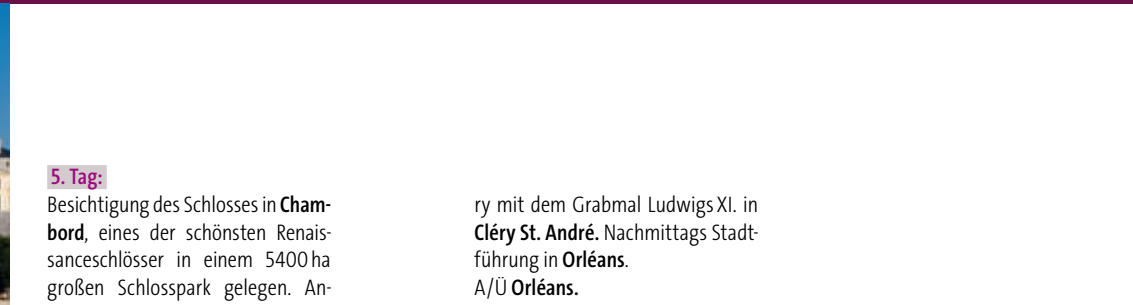 5. Tag:
Besichtigung des Schlosses in Cham-
bord, eines der schönsten Renais-
sanceschlösser in einem 5400 ha
großen Schlosspark gelegen. An-
ry mit dem Grabmal Ludwigs XI. in
Cléry St. André. Nachmittags Stadt-
führung in Orléans.
A/Ü Orléans.